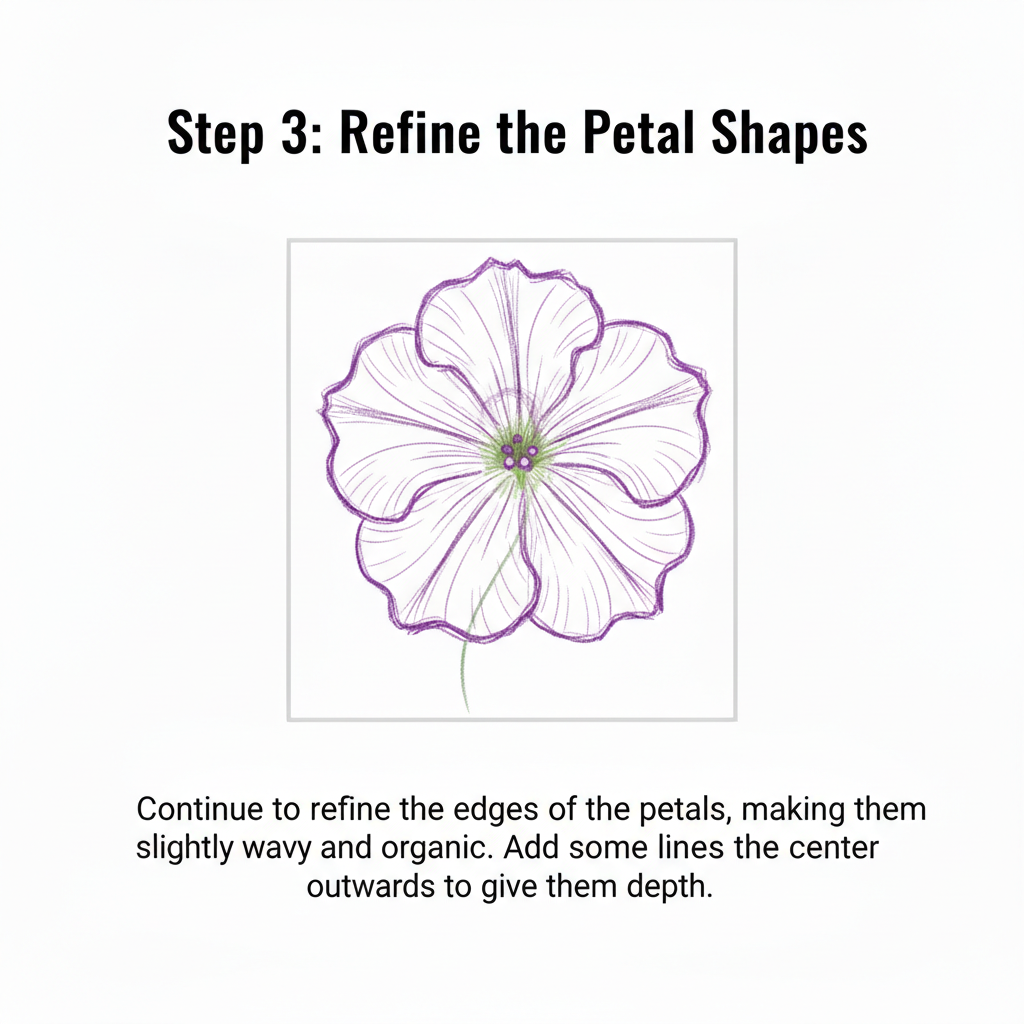 Step 3: Refine the Petal Shapes
Continue to refine the edges of the petals, making them
slightly wavy and organic. Add some lines the center
outwards to give them depth.